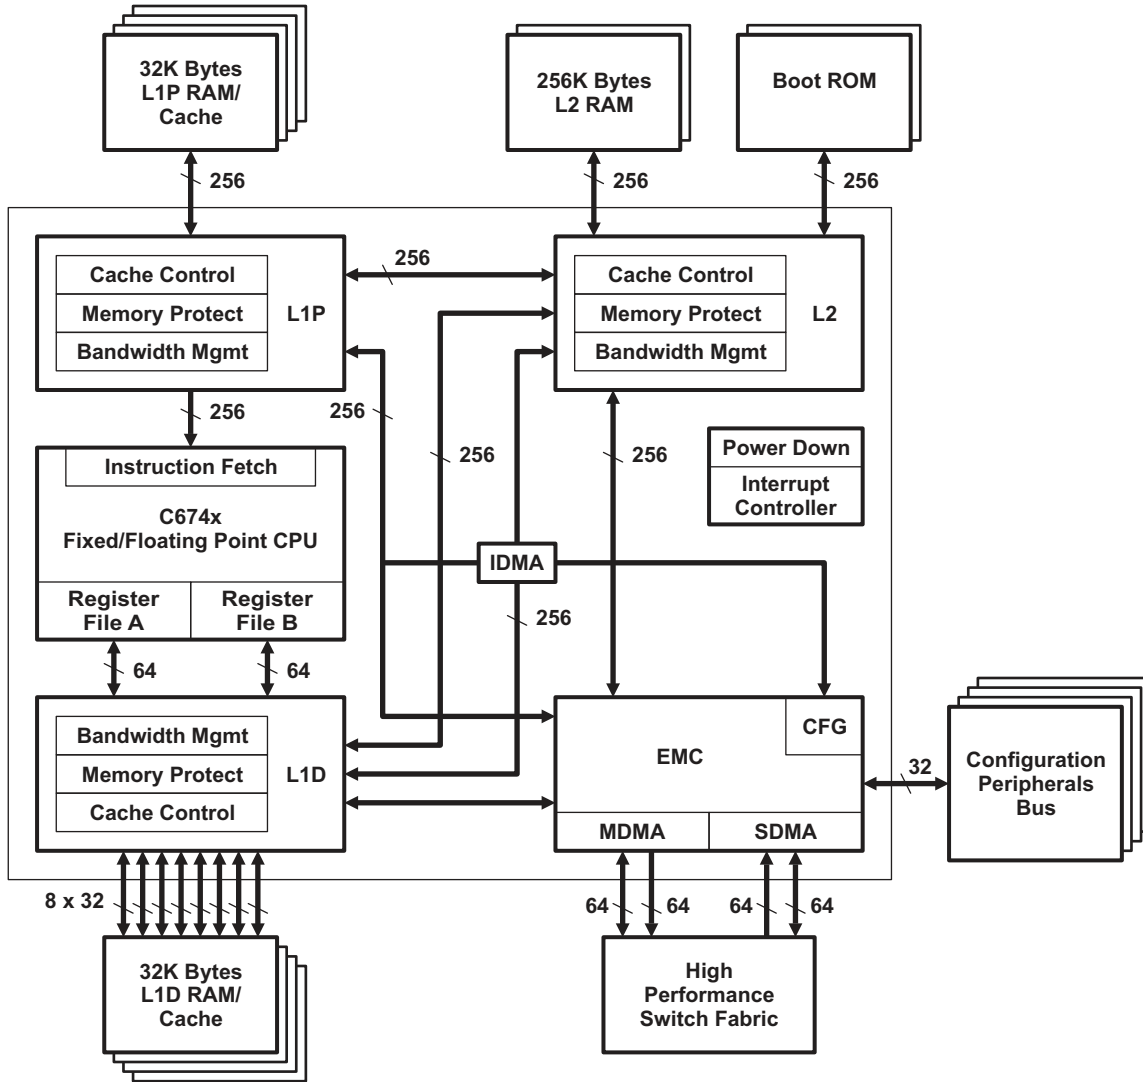 32K Bytes
L1P RAM/
Cache
256K Bytes
L2 RAM
Boot ROM
256
256
256
Cache Control
Memory Protect
Bandwidth Mgmt
L1P
256
Cache Control
Memory Protect
Bandwidth Mgmt
L2
256
256
256
256
Power Down
Interrupt
Controller
Instruction Fetch
C674x
Fixed/Floating Point CPU
Register
File A
Register
File B
IDMA
256
64
64
Bandwidth Mgmt
Memory Protect
Cache Control
L1D
EMC
CFG
MDMA
SDMA
32
Configuration
Peripherals
Bus
8 x 32
64
64
64
64
32K Bytes
L1D RAM/
Cache
High
Performance
Switch Fabric